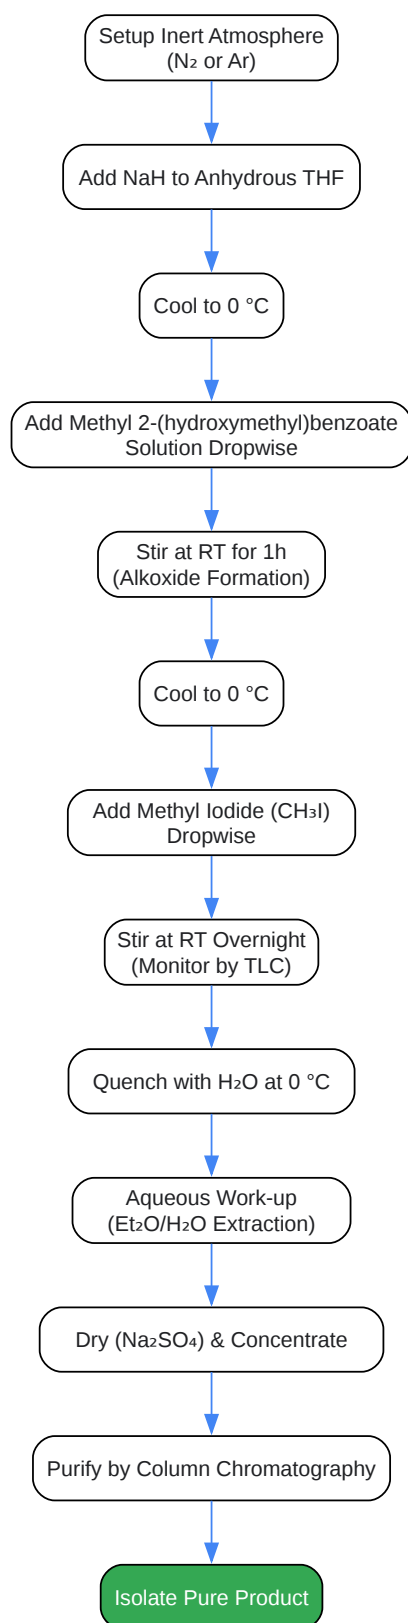 Setup Inert Atmosphere
(N₂ or Ar)
Add NaH to Anhydrous THF
Cool to 0 °C
Add Methyl 2-(hydroxymethyl)benzoate
Solution Dropwise
Stir at RT for 1h
(Alkoxide Formation)
Cool to 0 °C
Add Methyl Iodide (CH₃I)
Dropwise
Stir at RT Overnight
(Monitor by TLC)
Quench with H₂O at 0 °C
Aqueous Work-up
(Et₂O/H₂O Extraction)
Dry (Na₂SO₄) & Concentrate
Purify by Column Chromatography
Isolate Pure Product